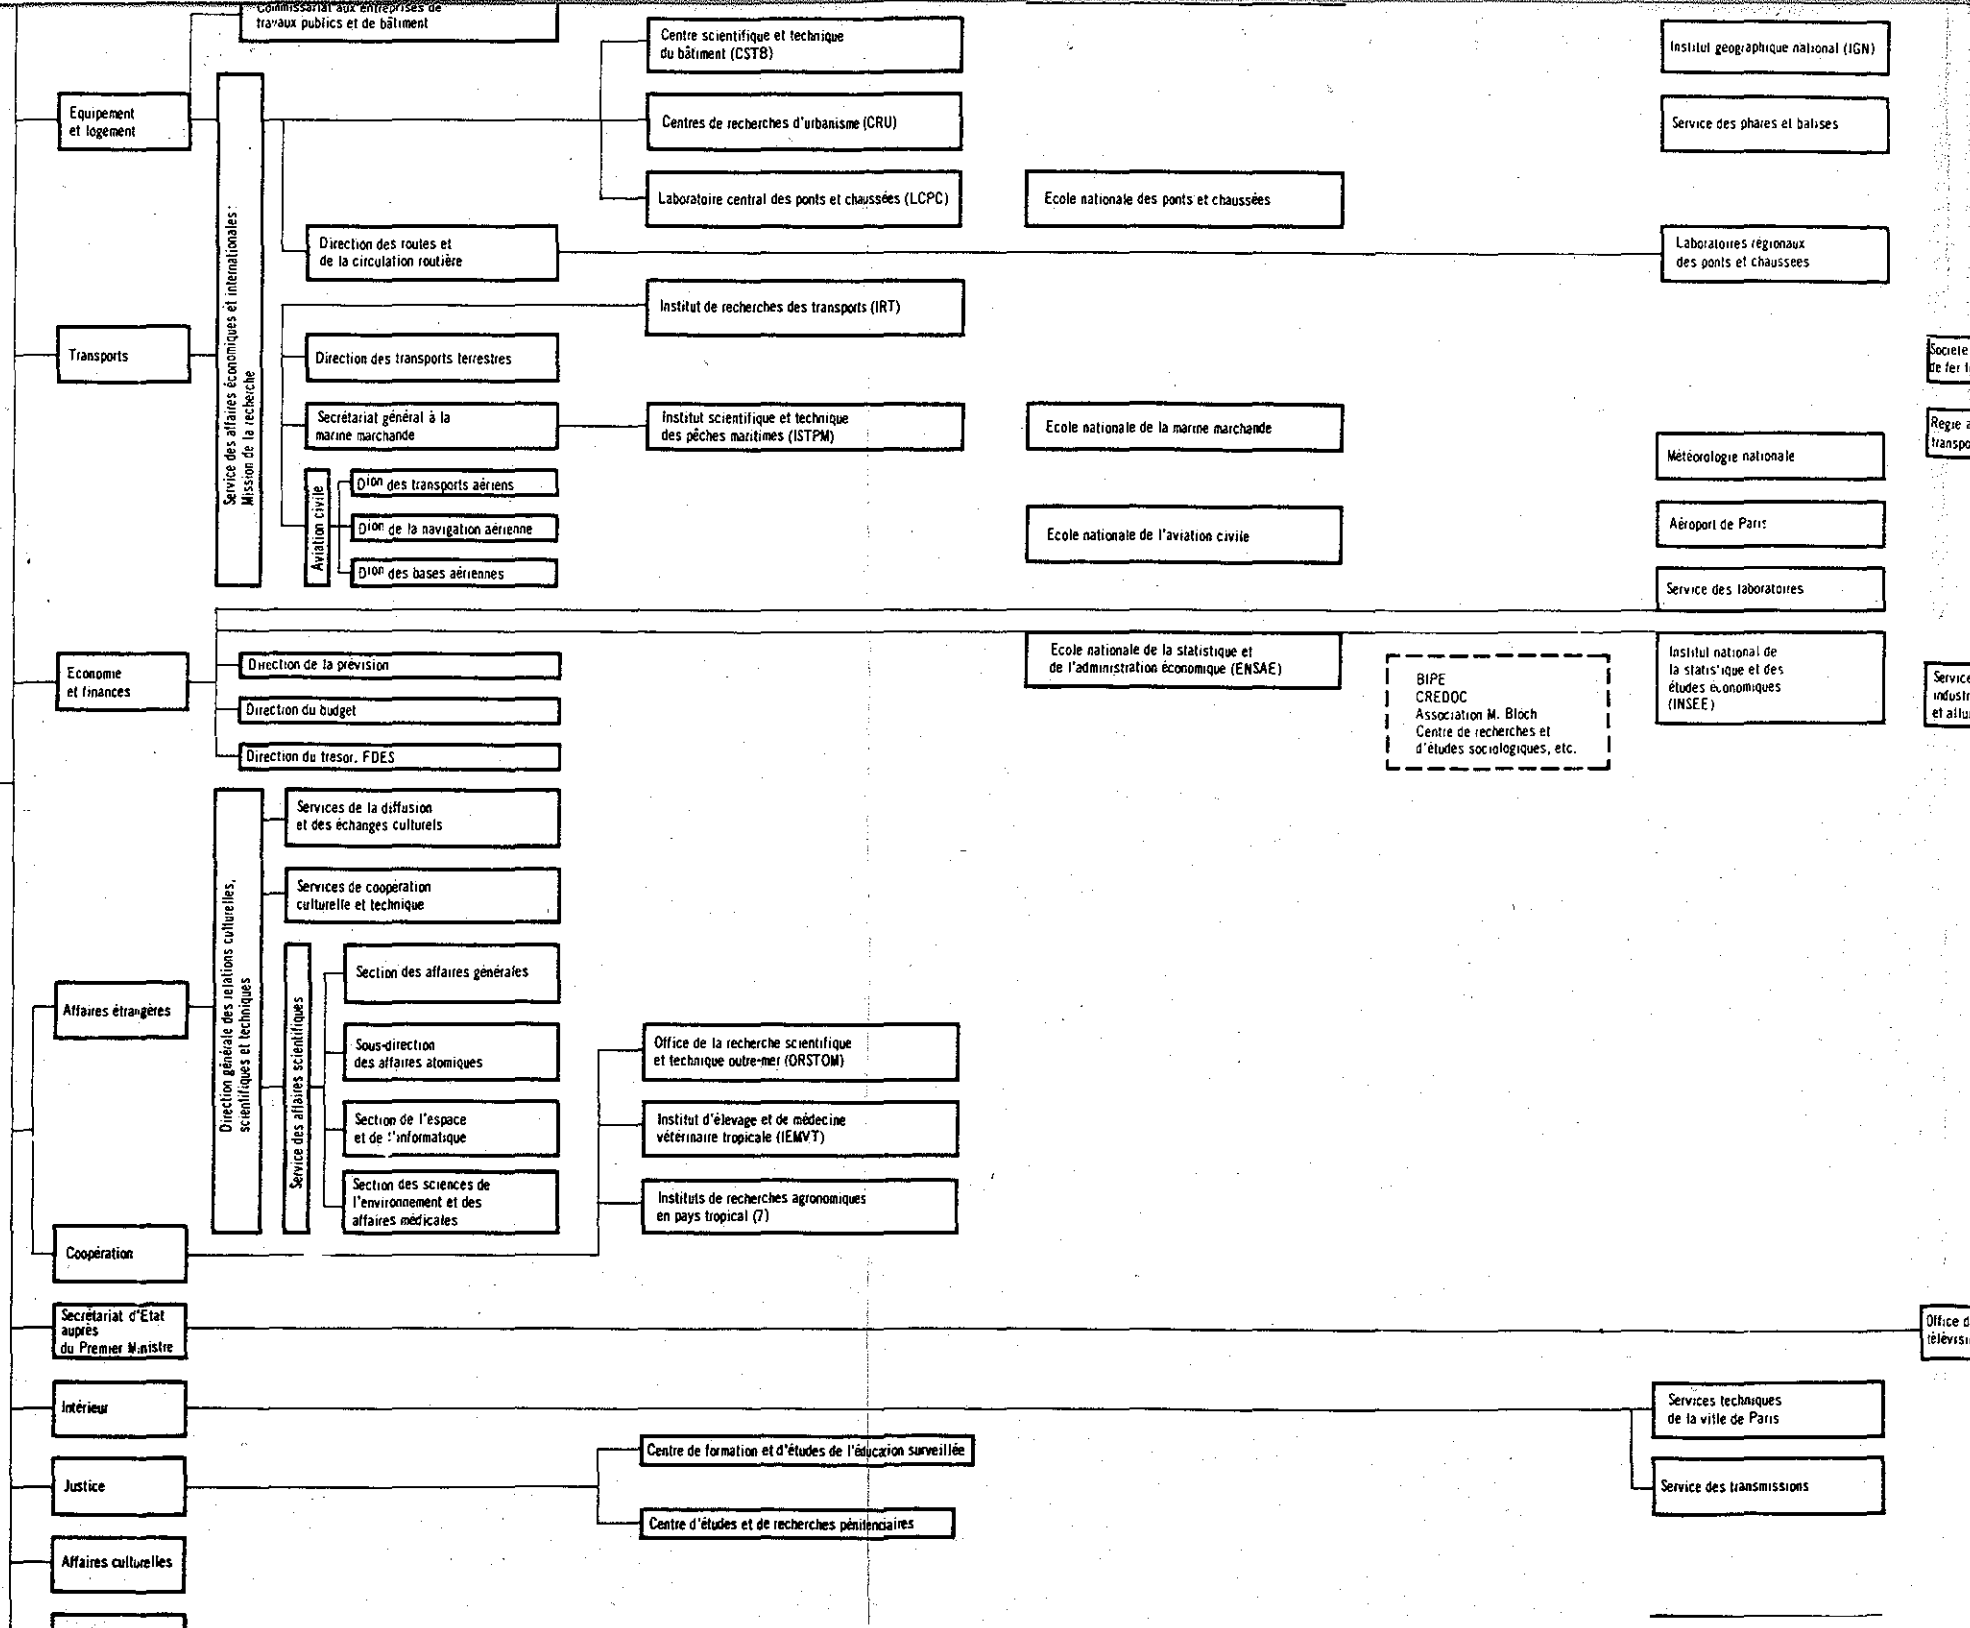 Commissariat aux entreprises de
travaux publics et de bâtiment
Centre scientifique et technique
du bâtiment (CSTB)
Institut géographique national (IGN)
Equipement
et logement
Centres de recherches d'urbanisme (CRU)
Service des phares et balises
Laboratoire central des ponts et chaussées (LCPC)
Ecole nationale des ponts et chaussées
Service des affaires économiques et internationales :
Mission de la recherche
Direction des routes et
de la circulation routière
Laboratoires régionaux
des ponts et chaussees
Institut de recherches des transports (IRT)
Transports
Direction des transports terrestres
Societe
de fer
Secrétariat général à la
marine marchande
Institut scientifique et technique
des pêches maritimes (ISTPM)
Ecole nationale de la marine marchande
Météorologie nationale
Regie
transpo
Aviation civile
Dion des transports aériens
Dion de la navigation aérienne
Dion des bases aériennes
Ecole nationale de l'aviation civile
Aéroport de Paris
Service des laboratoires
Economie
et finances
Direction de la prévision
Direction du budget
Direction du tresor. FDES
Ecole nationale de la statistique et
de l'administration économique (ENSAE)
BIPE
CREDOC
Association M. Bloch
Centre de recherches et
d'études sociologiques, etc.
Institut national de
la statistique et des
études économiques
(INSEE)
Service
industr
et allu
Affaires étrangères
Direction générale des relations culturelles,
scientifiques et techniques
Services de la diffusion
et des échanges culturels
Services de coopération
culturelle et technique
Service des affaires scientifiques
Section des affaires générales
Sous-direction
des affaires atomiques
Section de l'espace
et de l'informatique
Section des sciences de
l'environnement et des
affaires médicales
Office de la recherche scientifique
et technique outre-mer (ORSTOM)
Institut d'élevage et de médecine
vétérinaire tropicale (IEMVT)
Instituts de recherches agronomiques
en pays tropical (7)
Coopération
Secrétariat d'Etat
auprès
du Premier Ministre
Office d
télévisi
Intérieur
Services techniques
de la ville de Paris
Service des transmissions
Justice
Centre de formation et d'études de l'éducation surveillée
Centre d'études et de recherches pénitenciaires
Affaires culturelles